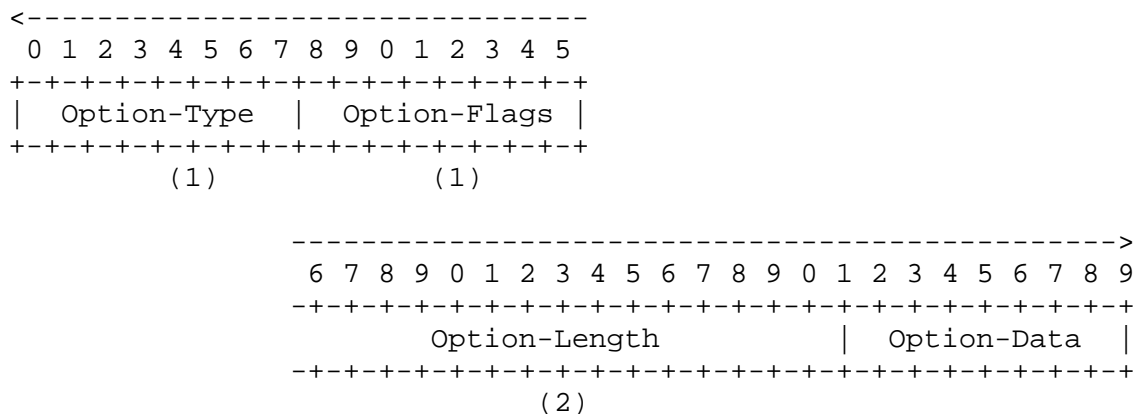 <---------------------------------
 0 1 2 3 4 5 6 7 8 9 0 1 2 3 4 5
+-+-+-+-+-+-+-+-+-+-+-+-+-+-+-+-+
|  Option-Type  |  Option-Flags |
+-+-+-+-+-+-+-+-+-+-+-+-+-+-+-+-+
         (1)             (1)
                ----------------------------------------------->
                 6 7 8 9 0 1 2 3 4 5 6 7 8 9 0 1 2 3 4 5 6 7 8 9
                -+-+-+-+-+-+-+-+-+-+-+-+-+-+-+-+-+-+-+-+-+-+-+-+
                        Option-Length          |  Option-Data  |
                -+-+-+-+-+-+-+-+-+-+-+-+-+-+-+-+-+-+-+-+-+-+-+-+
                              (2)